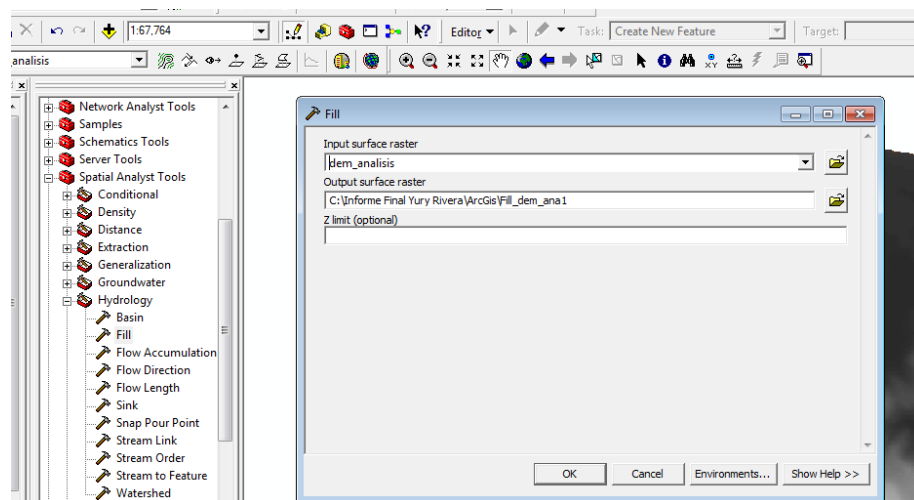 1:67,764
Editor
Task:
Create New Feature
Target:
analisis
Network Analyst Tools
Samples
Schematics Tools
Server Tools
Spatial Analyst Tools
Conditional
Density
Distance
Extraction
Generalization
Groundwater
Hydrology
Basin
Fill
Flow Accumulation
Flow Direction
Flow Length
Sink
Snap Pour Point
Stream Link
Stream Order
Stream to Feature
Watershed
Fill
Input surface raster
dem_analisis
Output surface raster
C:\Informe Final Yury Rivera\ArcGis\Fill_dem_ana1
Z limit (optional)
OK
Cancel
Environments...
Show Help >>